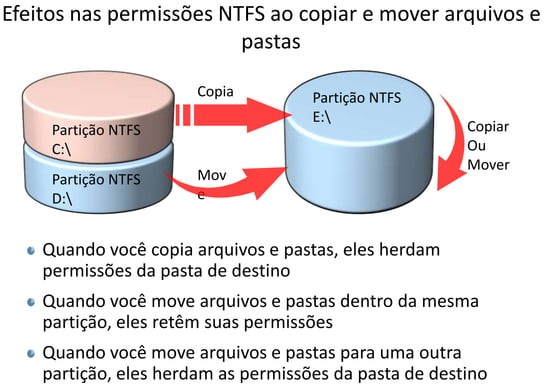 Efeitos nas permissões NTFS ao copiar e mover arquivos e
pastas
Copia
Partição NTFS
E:\
Partição NTFS
C:\
Copiar
Ou
Mover
Partição NTFS
D:\
Mov
e
Quando você copia arquivos e pastas, eles herdam
permissões da pasta de destino
Quando você move arquivos e pastas dentro da mesma
partição, eles retêm suas permissões
Quando você move arquivos e pastas para uma outra
partição, eles herdam as permissões da pasta de destino